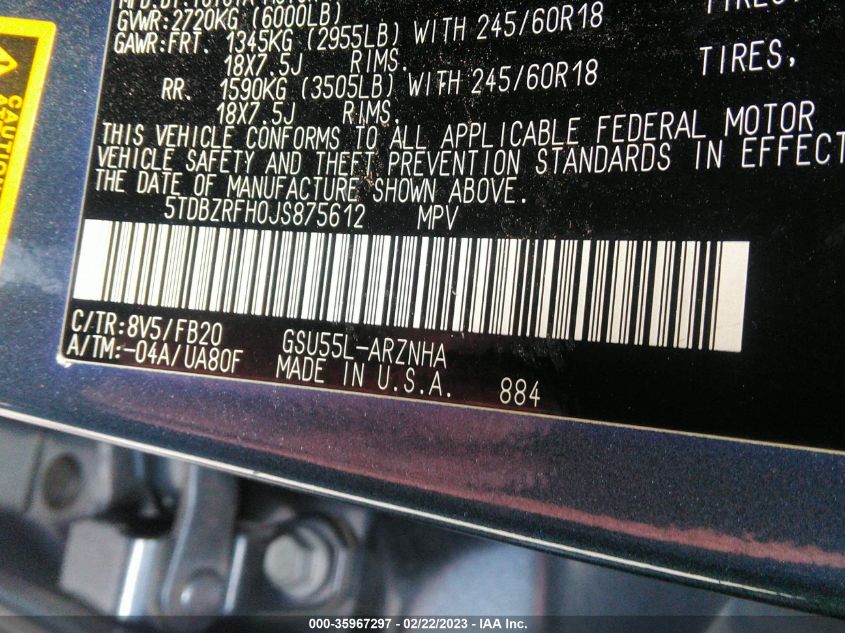 GVWR:2720KG (6000LB)
GAWR:FRT. 1345KG (2955LB) WITH 245/60R18 TIRES,
18X7.5J RIMS.
RR. 1590KG (3505LB) WITH 245/60R18 TIRES,
18X7.5J RIMS.
THIS VEHICLE CONFORMS TO ALL APPLICABLE FEDERAL MOTOR
VEHICLE SAFETY AND THEFT PREVENTION STANDARDS IN EFFECT
THE DATE OF MANUFACTURE SHOWN ABOVE.
5TDBZRFH0JS875612 MPV
C/TR:8V5/FB20 GSU55L-ARZNHA
A/TM:-04A/UA80F MADE IN U.S.A. 884
CAUTION
000-35967297 - 02/22/2023 - IAA Inc.